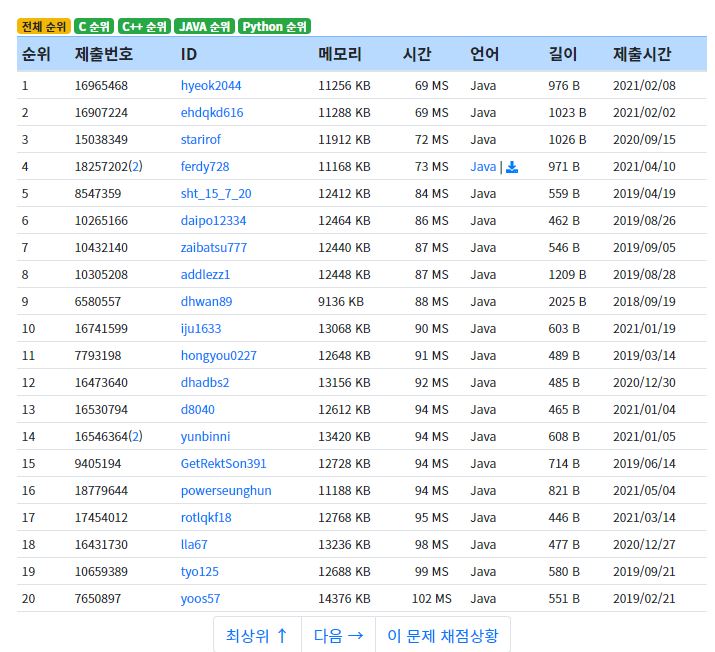 전체 순위 C 순위 C++ 순위 JAVA 순위 Python 순위
순위 제출번호 ID 메모리 시간 언어 길이 제출시간
1 16965468 hyeok2044 11256 KB 69 MS Java 976 B 2021/02/08
2 16907224 ehdqkd616 11288 KB 69 MS Java 1023 B 2021/02/02
3 15038349 starirof 11912 KB 72 MS Java 1026 B 2020/09/15
4 18257202(2) ferdy728 11168 KB 73 MS Java | 971 B 2021/04/10
5 8547359 sht_15_7_20 12412 KB 84 MS Java 559 B 2019/04/19
6 10265166 daipo12334 12464 KB 86 MS Java 462 B 2019/08/26
7 10432140 zaibatsu777 12440 KB 87 MS Java 546 B 2019/09/05
8 10305208 addlezz1 12448 KB 87 MS Java 1209 B 2019/08/28
9 6580557 dhwan89 9136 KB 88 MS Java 2025 B 2018/09/19
10 16741599 iju1633 13068 KB 90 MS Java 603 B 2021/01/19
11 7793198 hongyou0227 12648 KB 91 MS Java 489 B 2019/03/14
12 16473640 dhadbs2 13156 KB 92 MS Java 485 B 2020/12/30
13 16530794 d8040 12612 KB 94 MS Java 465 B 2021/01/04
14 16546364(2) yunbinni 13420 KB 94 MS Java 608 B 2021/01/05
15 9405194 GetRektSon391 12728 KB 94 MS Java 714 B 2019/06/14
16 18779644 powerseunghun 11188 KB 94 MS Java 821 B 2021/05/04
17 17454012 rotlqkf18 12768 KB 95 MS Java 446 B 2021/03/14
18 16431730 lla67 13236 KB 98 MS Java 477 B 2020/12/27
19 10659389 tyo125 12688 KB 99 MS Java 580 B 2019/09/21
20 7650897 yoos57 14376 KB 102 MS Java 551 B 2019/02/21
최상위 ↑ 다음 → 이 문제 채점상황